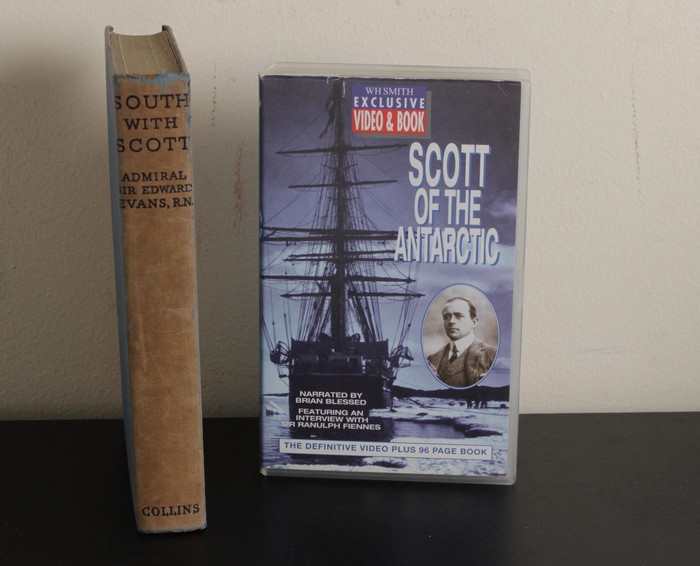 SOUTH
WITH
SCOTT
ADMIRAL
SIR EDWARD
EVANS, R.N.
COLLINS
WH SMITH
EXCLUSIVE
VIDEO & BOOK
SCOTT
OF THE
ANTARCTIC
NARRATED BY
BRIAN BLESSED
FEATURING AN
INTERVIEW WITH
SIR RANULPH FIENNES
THE DEFINITIVE VIDEO PLUS 96 PAGE BOOK